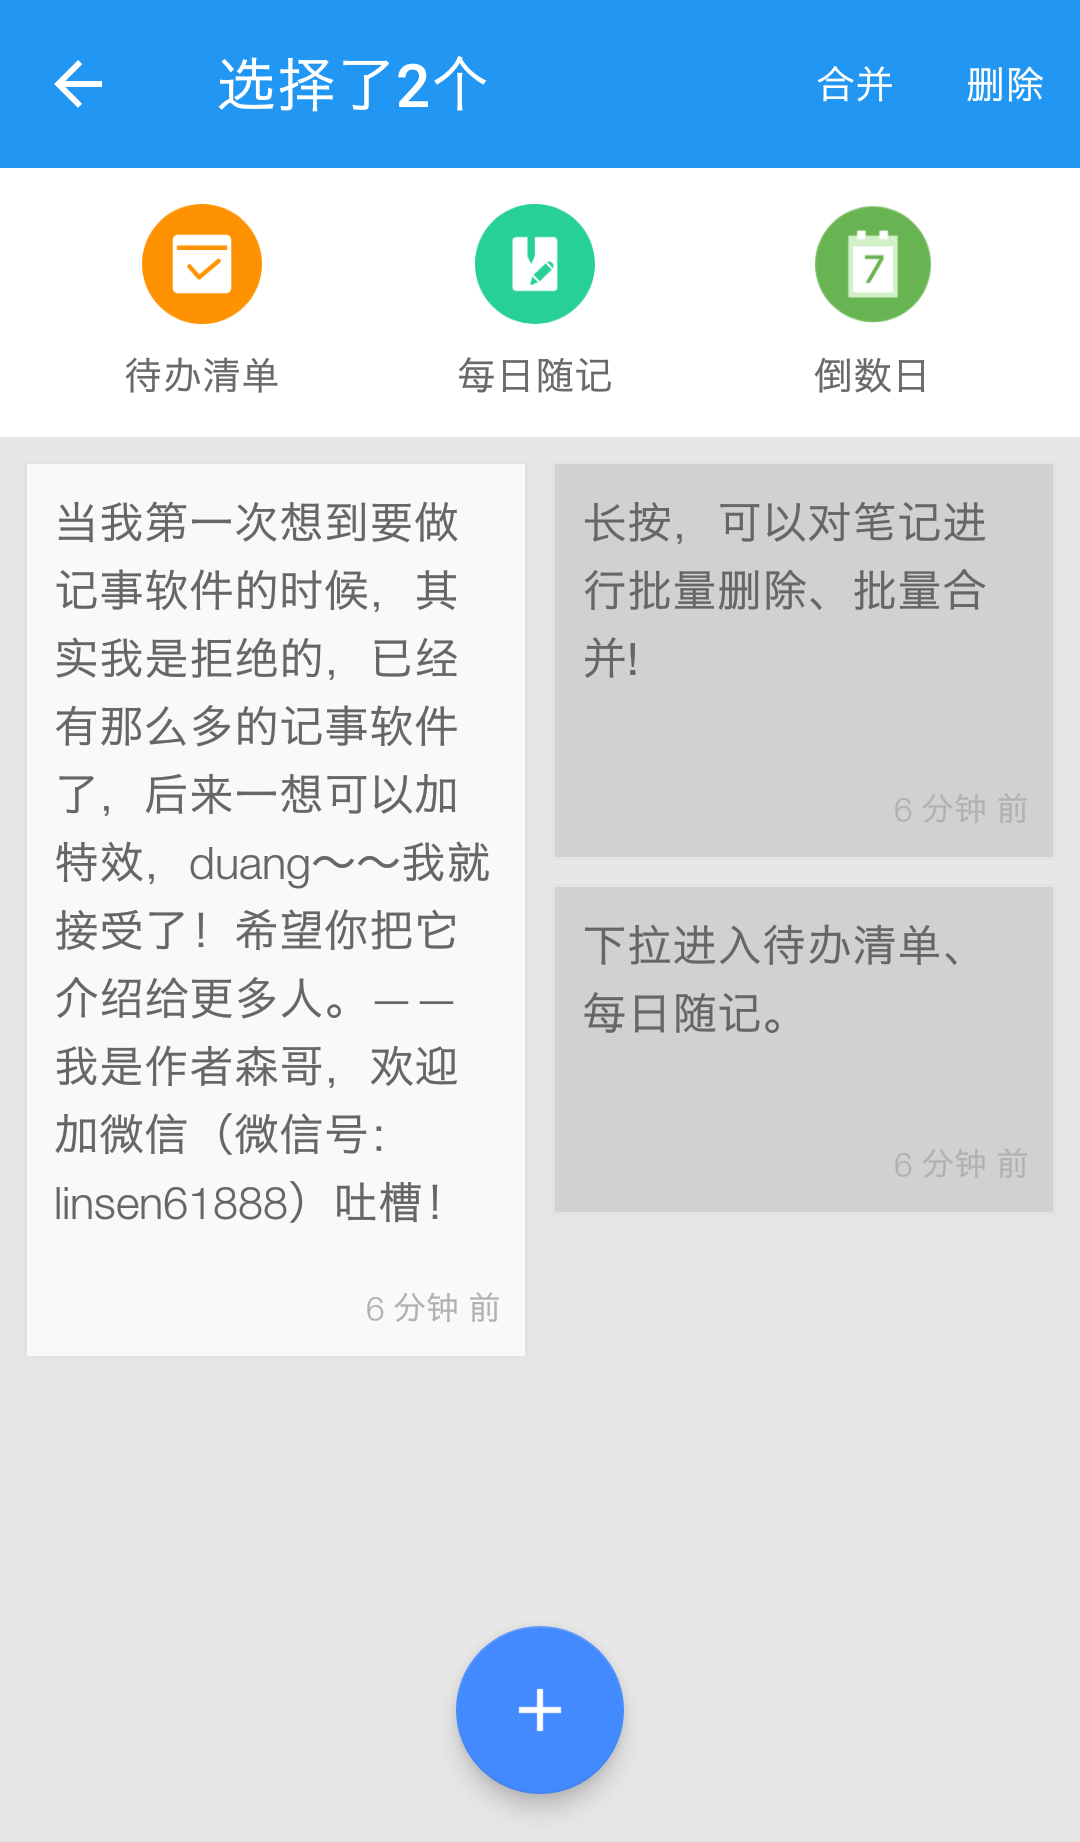 选择了2个
合并
删除
7
待办清单
每日随记
倒数日
当我第一次想到要做
记事软件的时候，其
实我是拒绝的，已经
有那么多的记事软件
了，后来一想可以加
特效，duang～～我就
接受了！希望你把它
介绍给更多人。——
我是作者森哥，欢迎
加微信（微信号：
linsen61888）吐槽！
6 分钟 前
长按，可以对笔记进
行批量删除、批量合
并!
6 分钟 前
下拉进入待办清单、
每日随记。
6 分钟 前